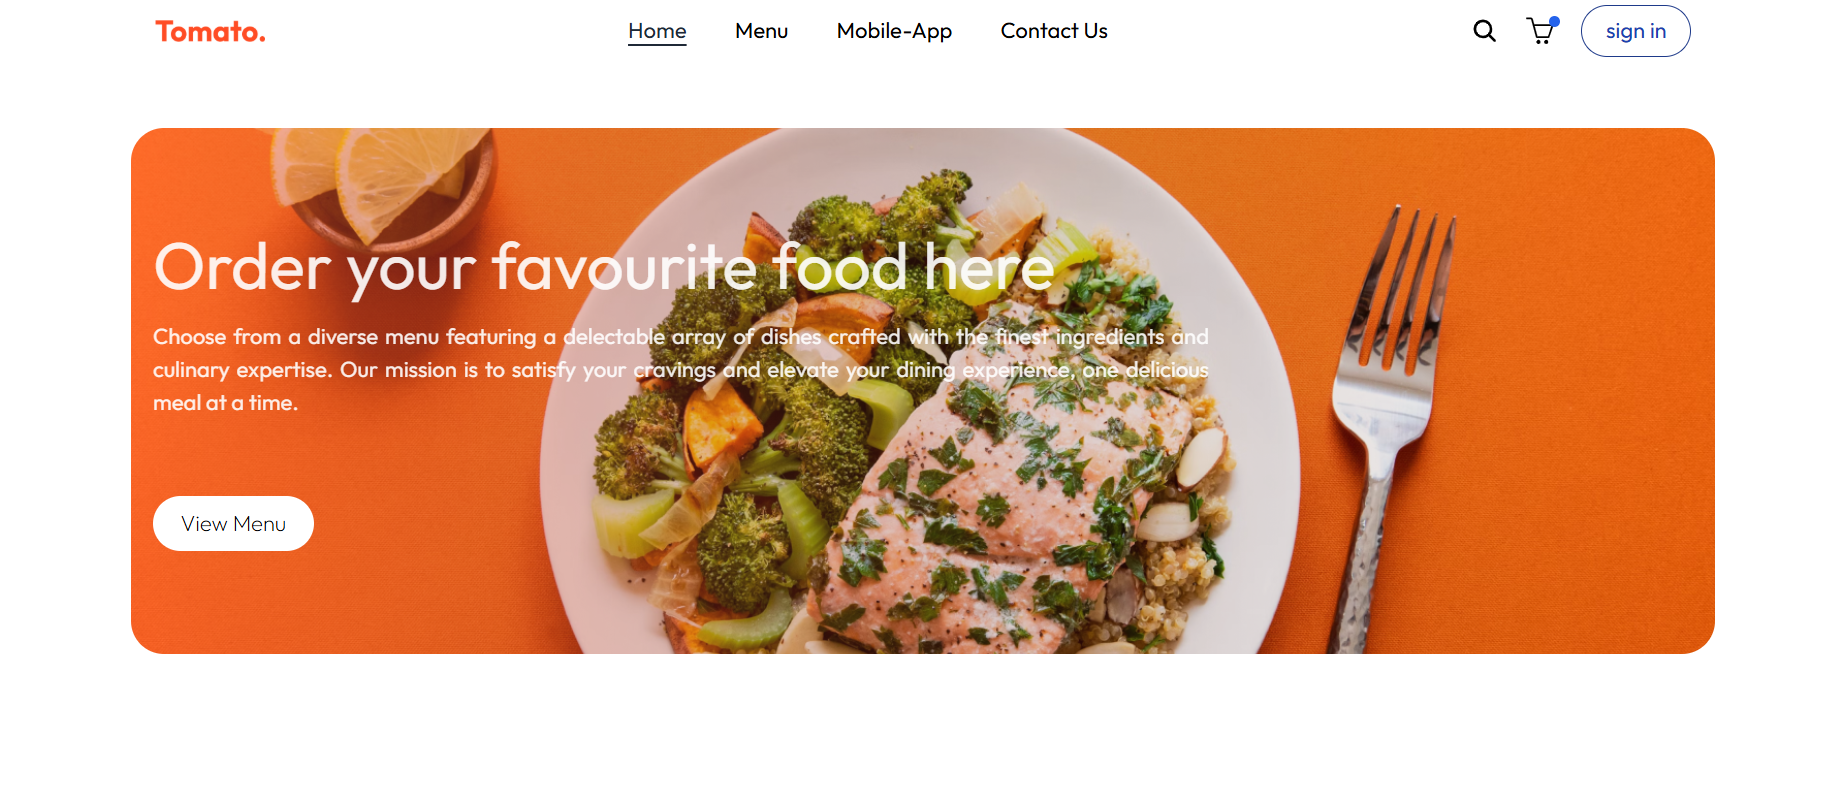 Tomato.
Home Menu Mobile-App Contact Us
sign in
Order your favourite food here
Choose from a diverse menu featuring a delectable array of dishes crafted with the finest ingredients and
culinary expertise. Our mission is to satisfy your cravings and elevate your dining experience, one delicious
meal at a time.
View Menu